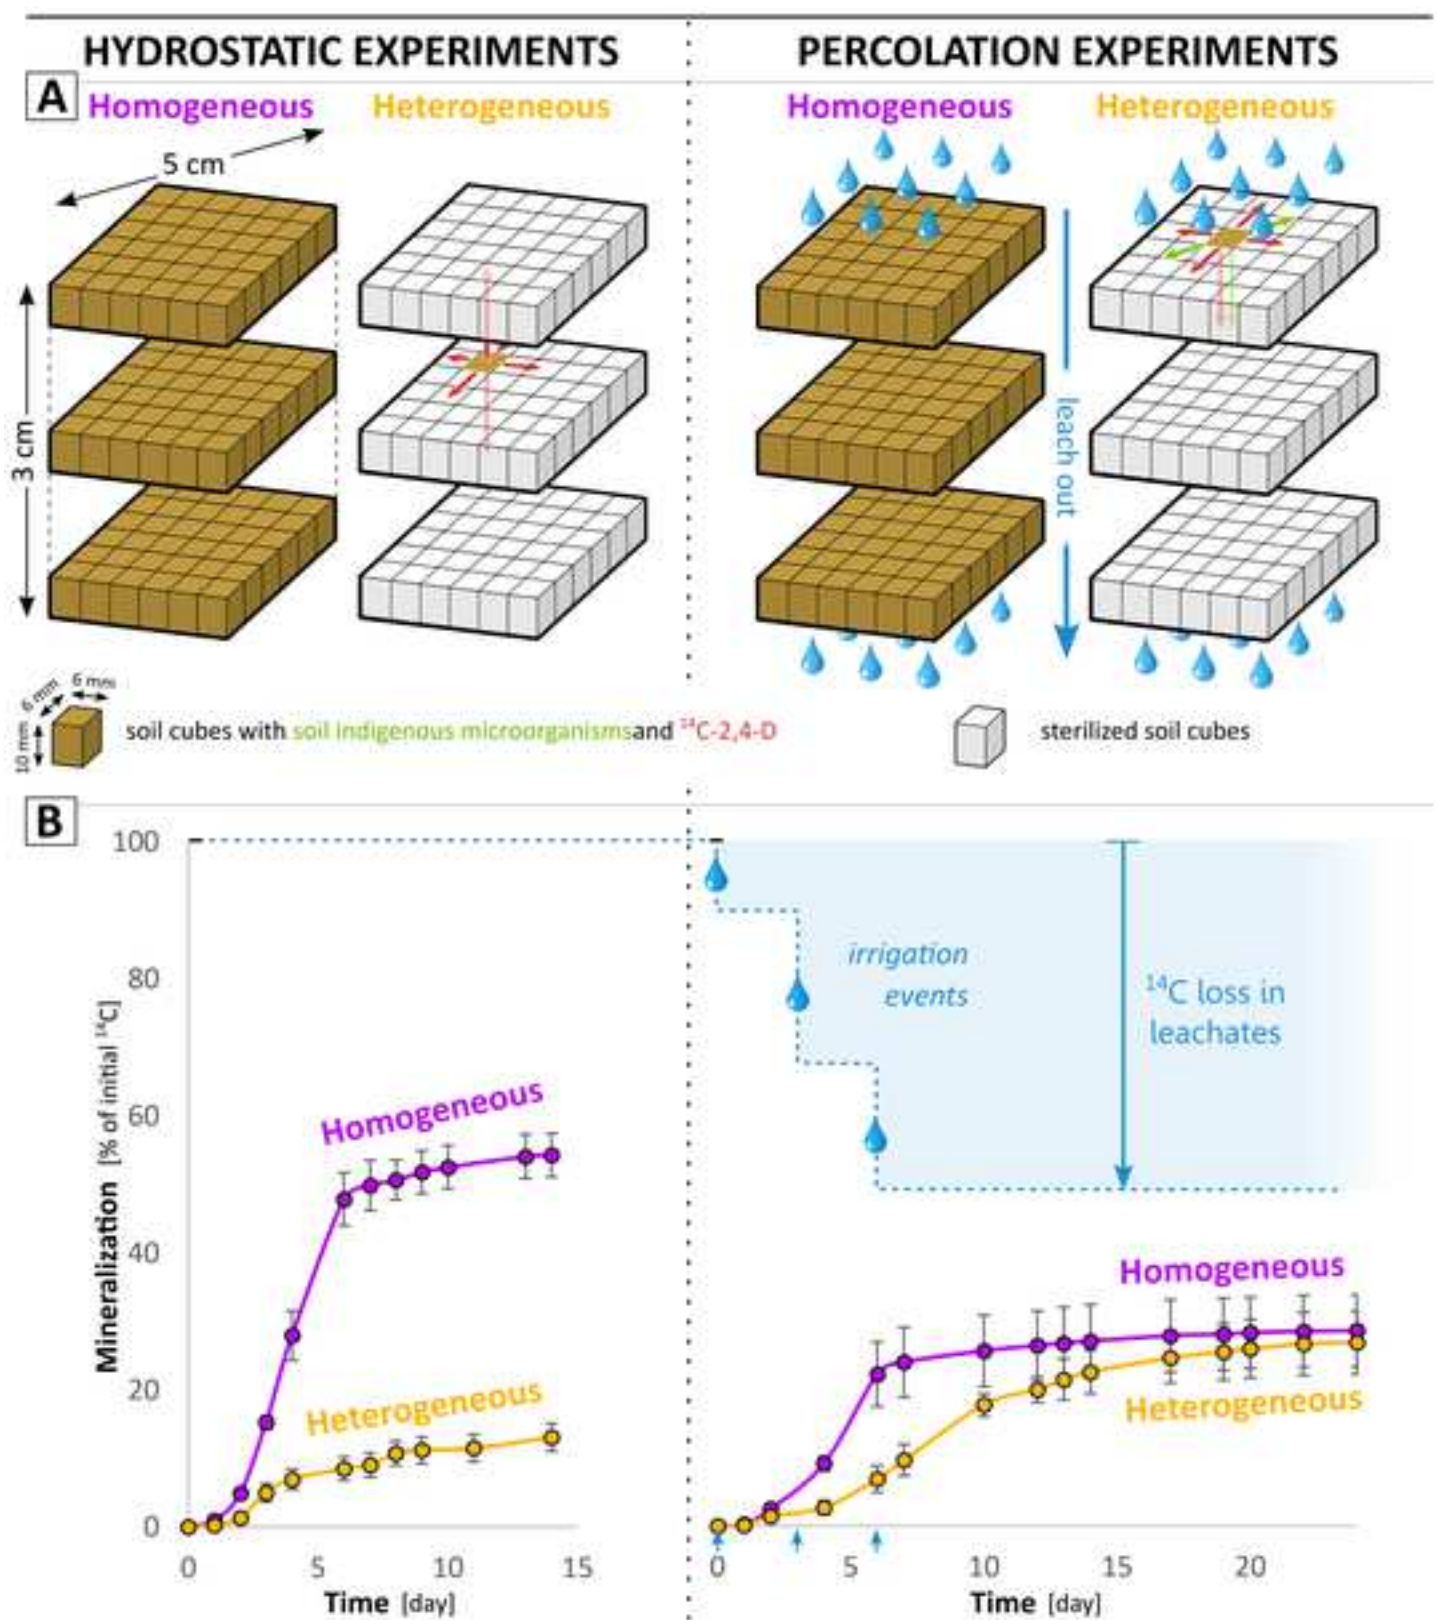 HYDROSTATIC EXPERIMENTS
PERCOLATION EXPERIMENTS
A
Homogeneous
Heterogeneous
Homogeneous
Heterogeneous
5 cm
3 cm
leach out
6 mm
6 mm
10 mm
soil cubes with soil indigenous microorganismsand ¹⁴C-2,4-D
sterilized soil cubes
B
Mineralization [% of initial ¹⁴C]
100
80
60
40
20
0
Homogeneous
Heterogeneous
0 5 10 15
Time [day]
irrigation
events
¹⁴C loss in
leachates
Homogeneous
Heterogeneous
0 5 10 15 20
Time [day]